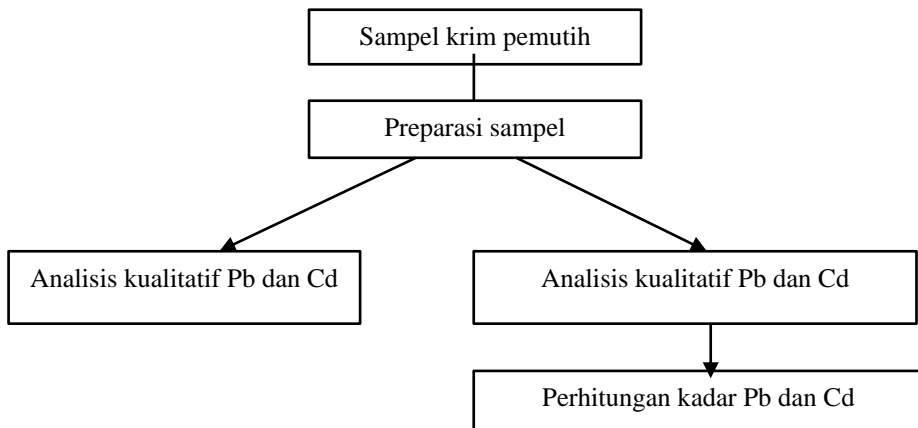 Sampel krim pemutih
Preparasi sampel
Analisis kualitatif Pb dan Cd
Analisis kualitatif Pb dan Cd
Perhitungan kadar Pb dan Cd